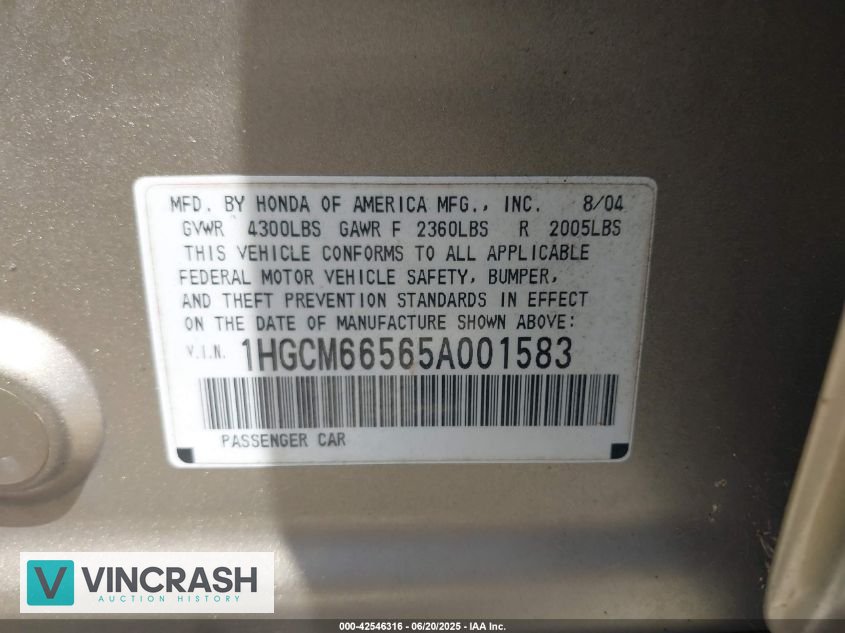 MFD. BY HONDA OF AMERICA MFG., INC. 8/04
GVWR 4300LBS GAWR F 2360LBS R 2005LBS
THIS VEHICLE CONFORMS TO ALL APPLICABLE
FEDERAL MOTOR VEHICLE SAFETY, BUMPER,
AND THEFT PREVENTION STANDARDS IN EFFECT
ON THE DATE OF MANUFACTURE SHOWN ABOVE:
V.I.N. 1HGCM66565A001583
PASSENGER CAR
VINCRASH
AUCTION HISTORY
000-42546316 - 06/20/2025 - IAA Inc.